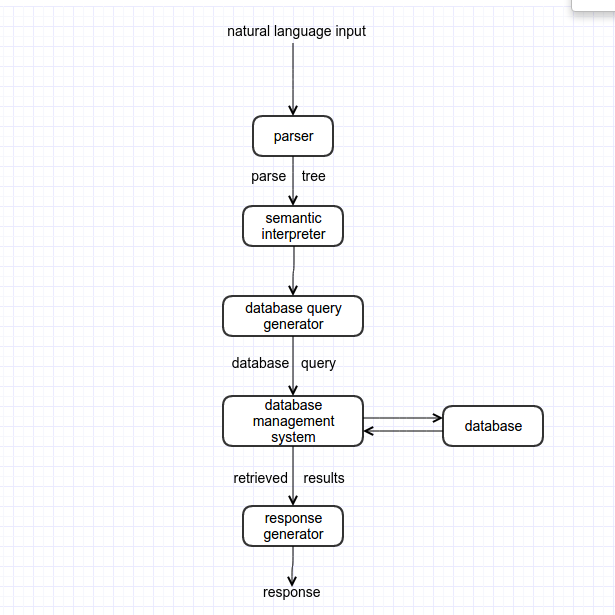 natural language input
parser
parse tree
semantic
interpreter
database query
generator
database query
database
management
system
database
retrieved results
response
generator
response